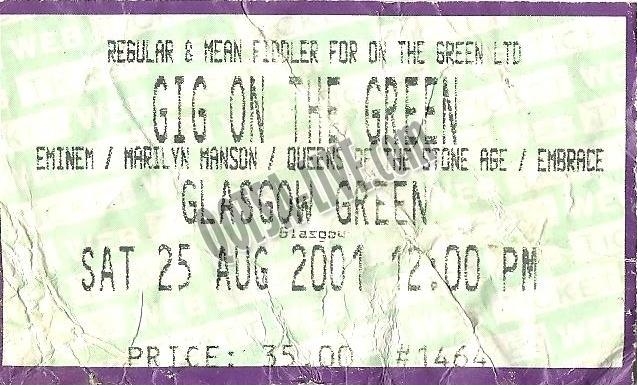 REGULAR & MEAN FIDDLER FOR ON THE GREEN LTD
GIG ON THE GREEN
EMINEM / MARILYN MANSON / QUEENS OF THE STONE AGE / EMBRACE
GLASGOW GREEN
Glasgow
SAT 25 AUG 2001 12:00 PM
PRICE: 35.00 #1464